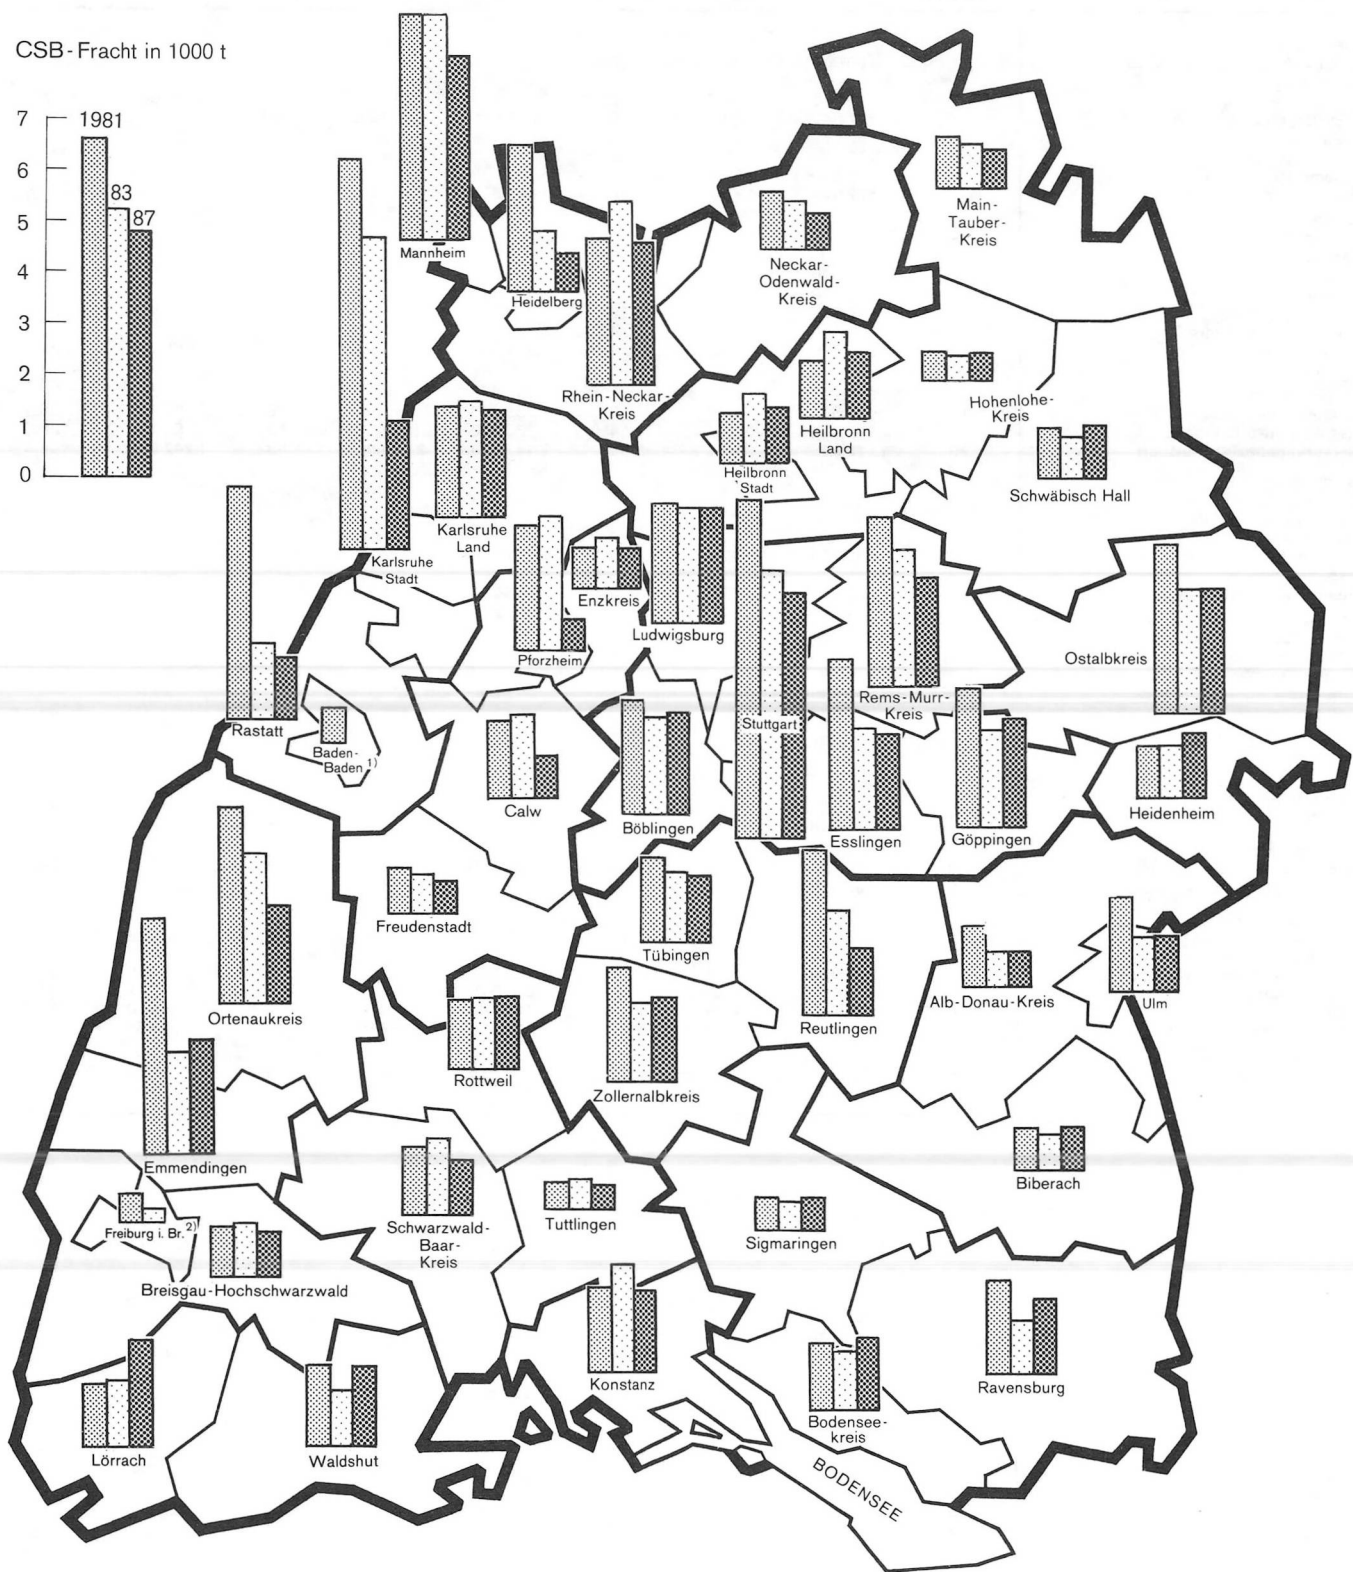 CSB-Fracht in 1000 t
7
6
5
4
3
2
1
0
1981
83
87
Mannheim
Heidelberg
Rhein-Neckar-
Kreis
Neckar-
Odenwald-
Kreis
Main-
Tauber-
Kreis
Hohenlohe-
Kreis
Heilbronn
Land
Heilbronn
Stadt
Schwäbisch Hall
Karlsruhe
Land
Karlsruhe
Stadt
Enzkreis
Ludwigsburg
Pforzheim
Ostalbkreis
Rems-Murr-
Kreis
Stuttgart
Rastatt
Baden-
Baden 1)
Calw
Böblingen
Esslingen
Göppingen
Heidenheim
Freudenstadt
Tübingen
Ortenaukreis
Reutlingen
Alb-Donau-Kreis
Ulm
Rottweil
Zollernalbkreis
Emmendingen
Biberach
Freiburg i. Br. 2)
Schwarzwald-
Baar-
Kreis
Tuttlingen
Sigmaringen
Breisgau-Hochschwarzwald
Konstanz
Ravensburg
Bodensee-
kreis
Lörrach
Waldshut
BODENSEE